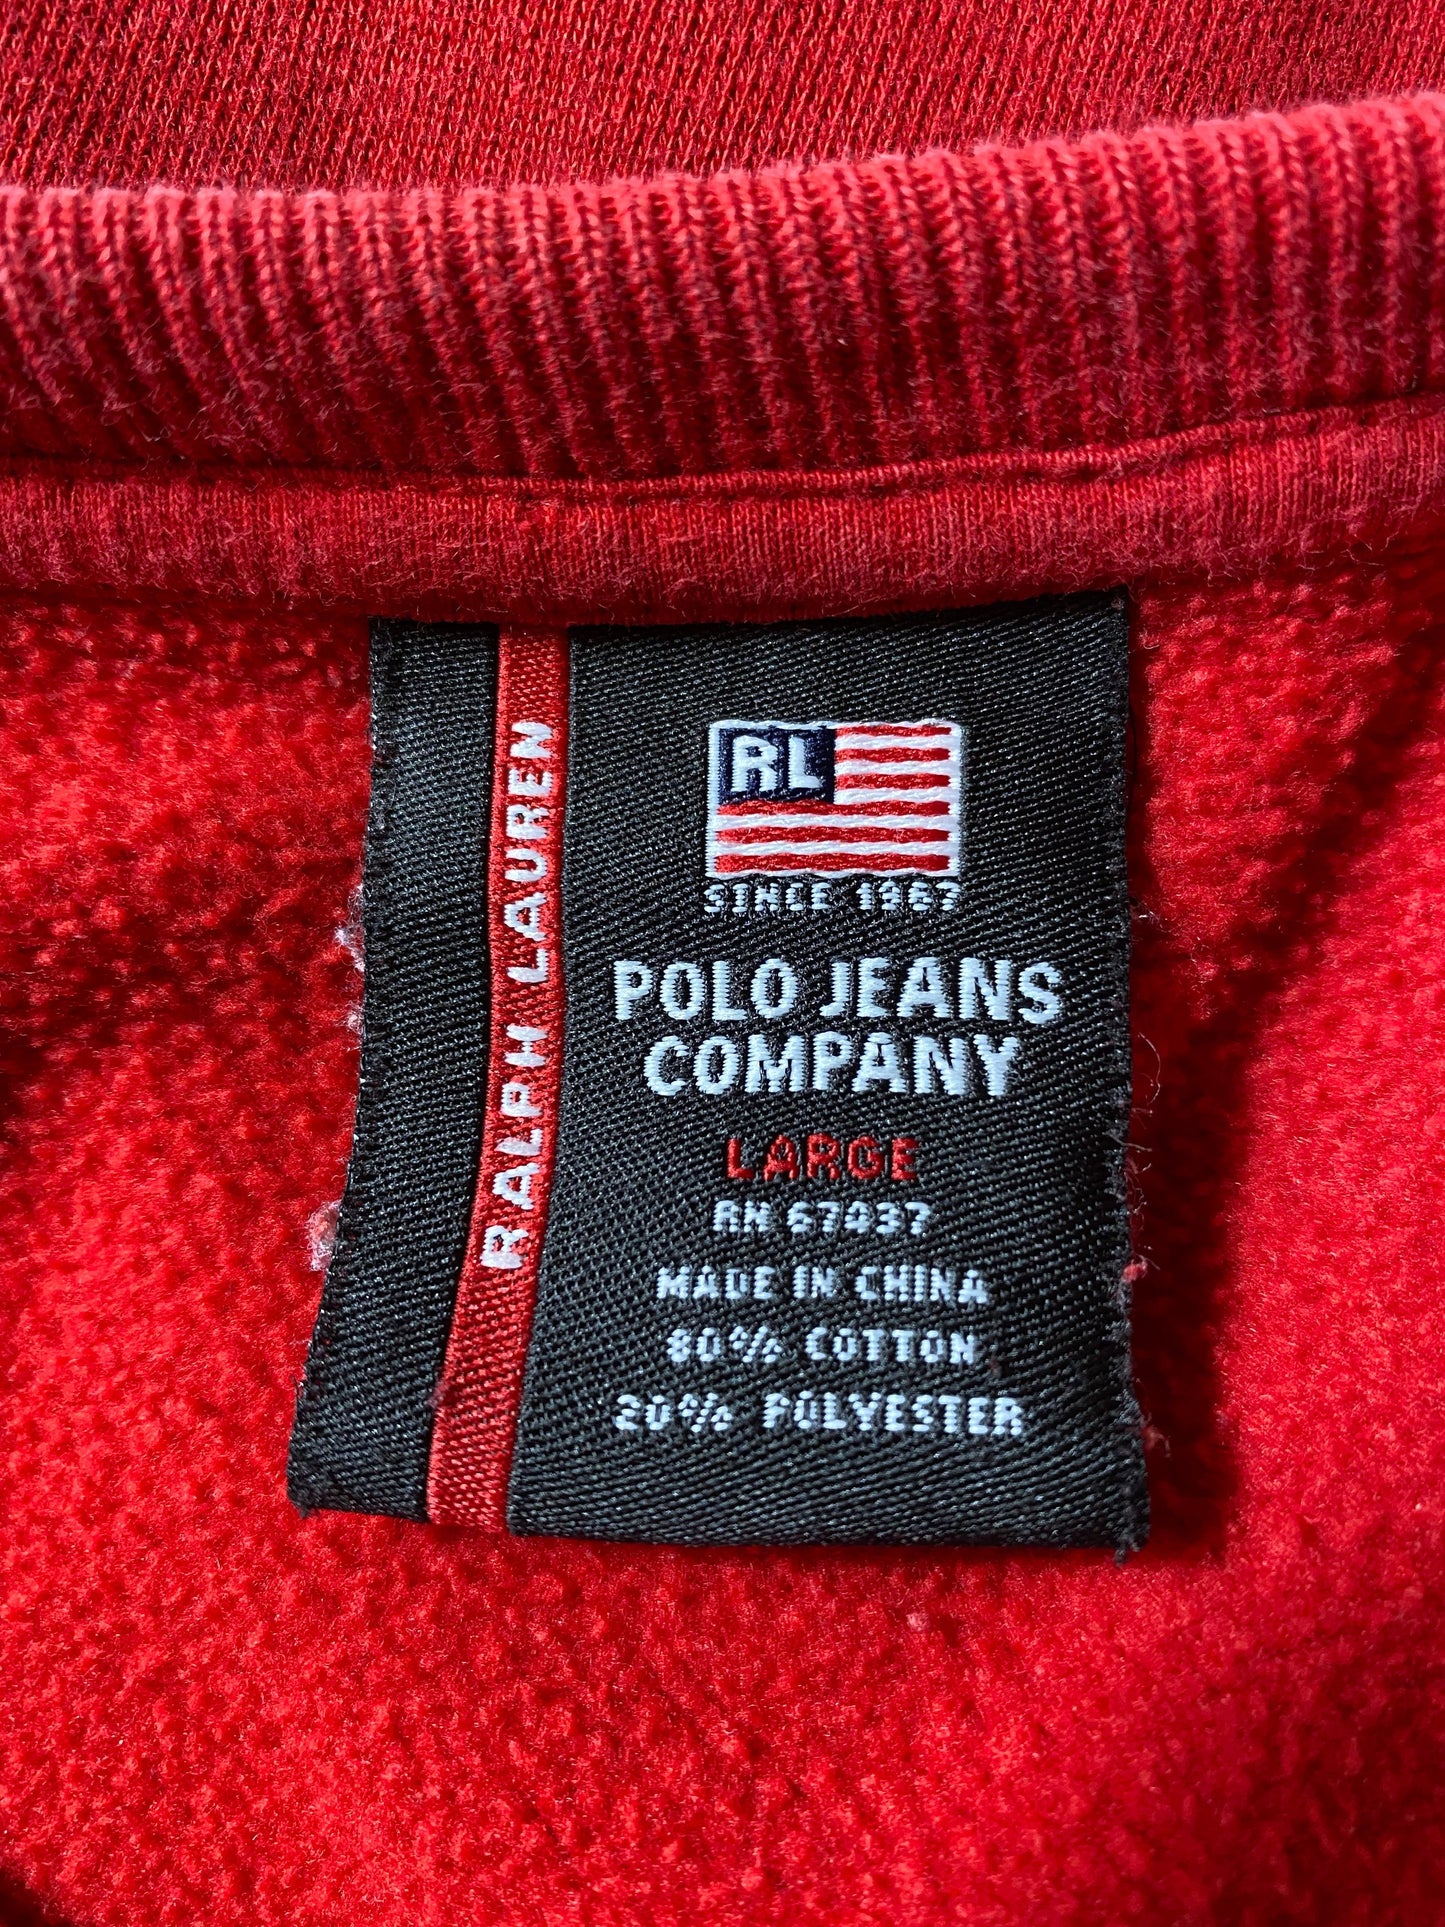 RALPH LAUREN
RL
SINCE 1967
POLO JEANS
COMPANY
LARGE
RN 67437
MADE IN CHINA
80% COTTON
20% POLYESTER